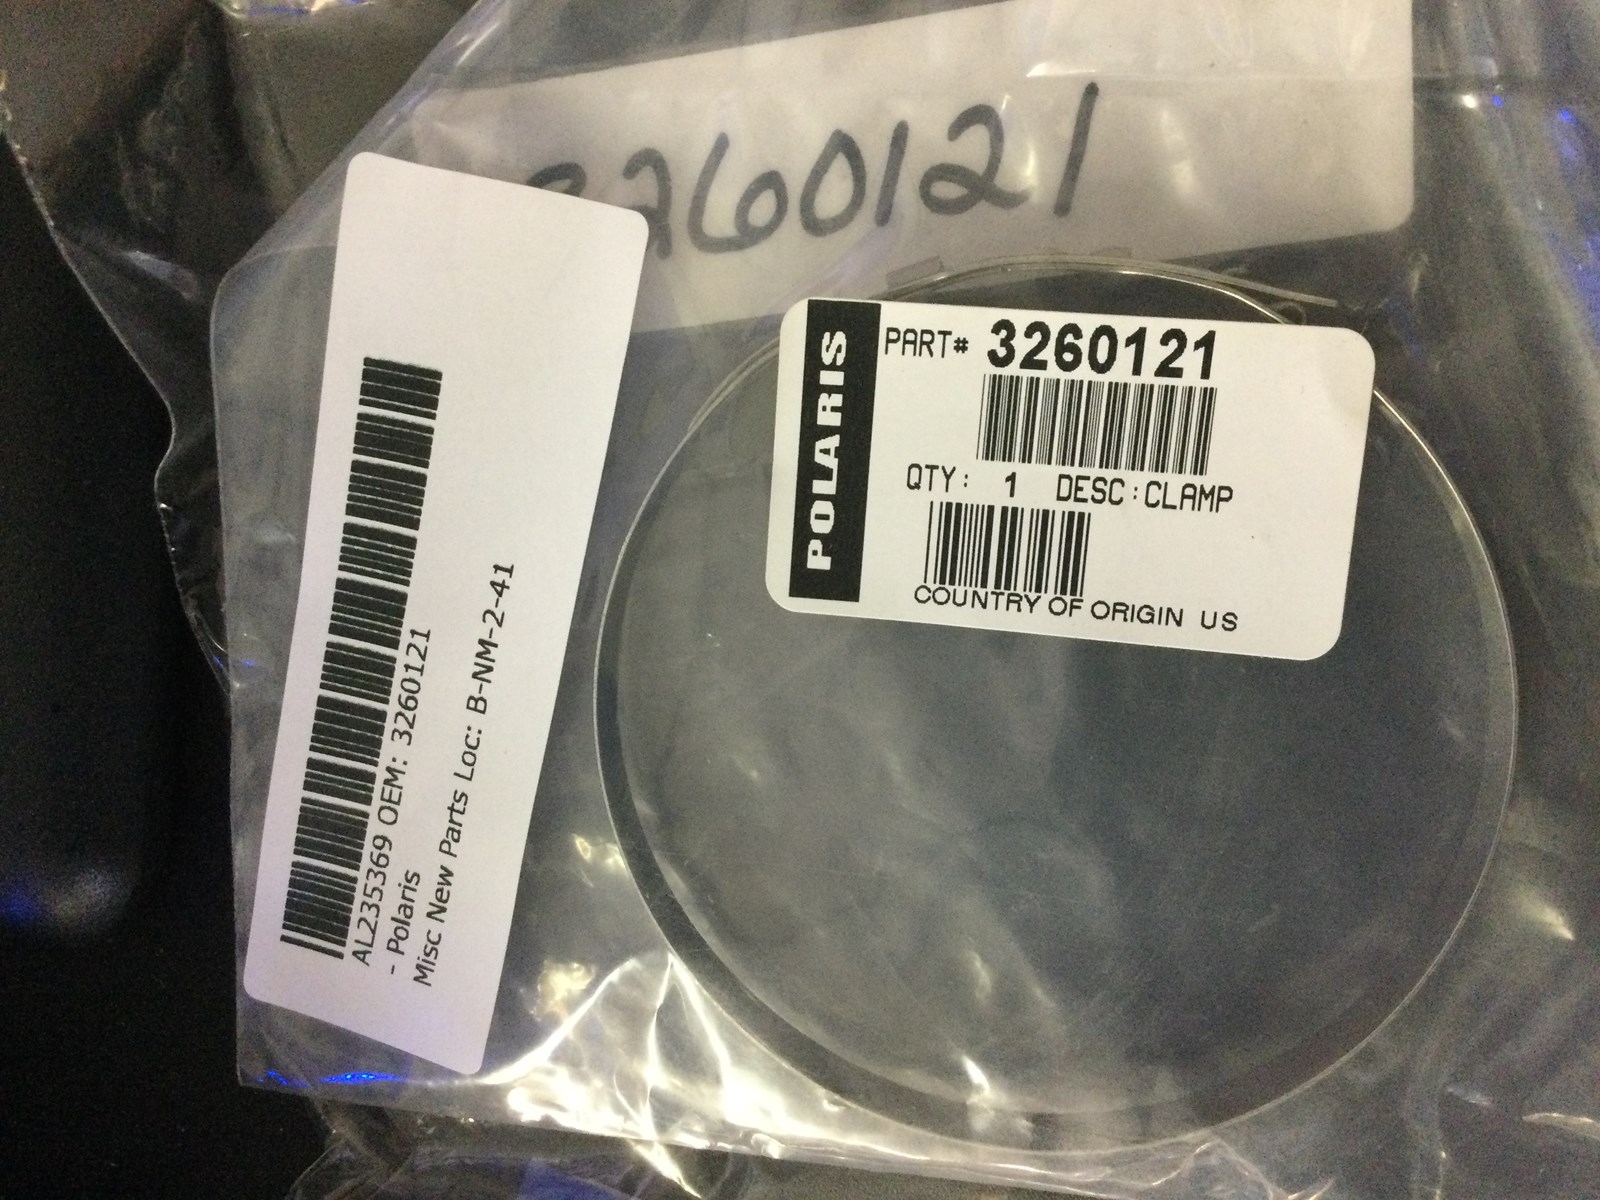 3260121
POLARIS
PART# 3260121
QTY: 1 DESC:CLAMP
COUNTRY OF ORIGIN US
AL235369 OEM: 3260121
- Polaris
Misc New Parts Loc: B-NM-2-41